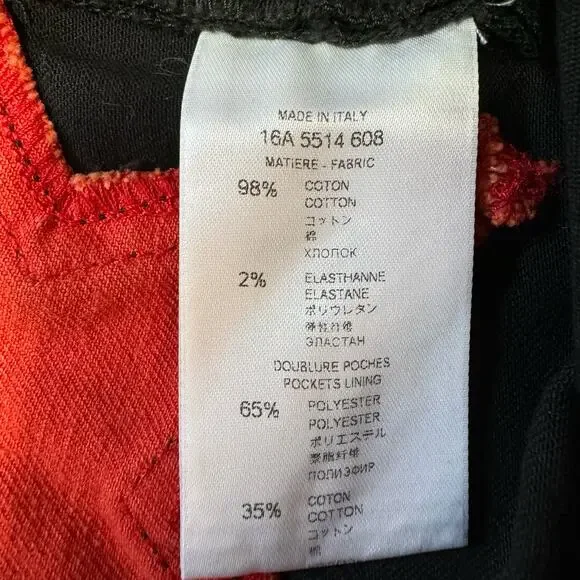 MADE IN ITALY
16A 5514 608
MATIERE - FABRIC
98% COTON
COTTON
コットン
棉
ХЛОПОК
2% ELASTHANNE
ELASTANE
ポリウレタン
弹性纤维
ЭЛАСТАН
DOUBLURE POCHES
POCKETS LINING
65% POLYESTER
POLYESTER
ポリエステル
聚酯纤维
ПОЛИЭФИР
35% COTON
COTTON
コットン
棉